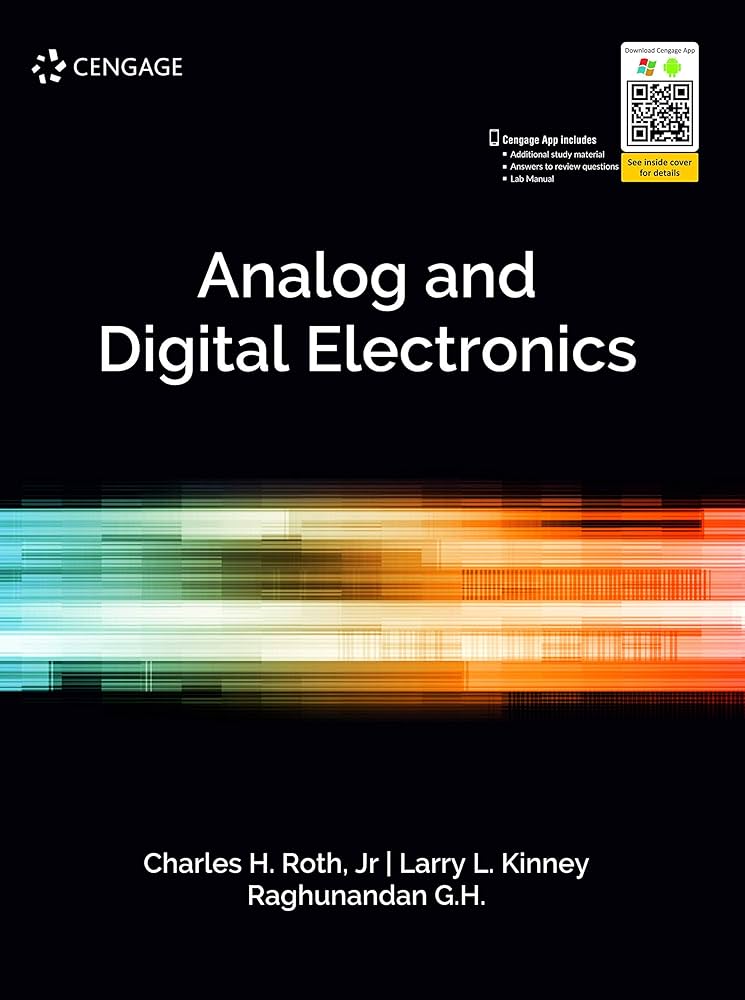 CENGAGE
Download Cengage App
Cengage App includes
▪ Additional study material
▪ Answers to review questions
▪ Lab Manual
See inside cover
for details
Analog and
Digital Electronics
Charles H. Roth, Jr | Larry L. Kinney
Raghunandan G.H.